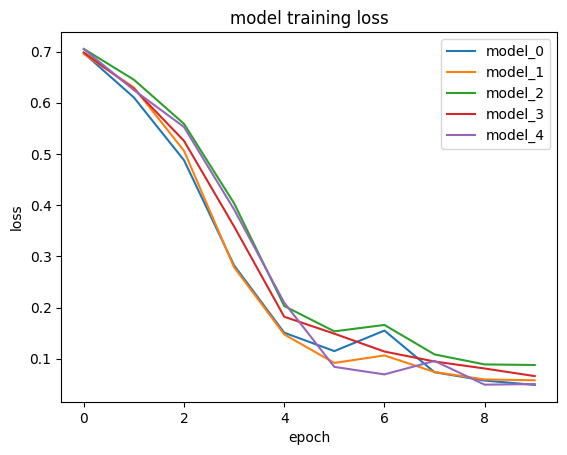 model training loss
model_0
model_1
model_2
model_3
model_4
0.7
0.6
0.5
0.4
0.3
0.2
0.1
loss
0 2 4 6 8
epoch